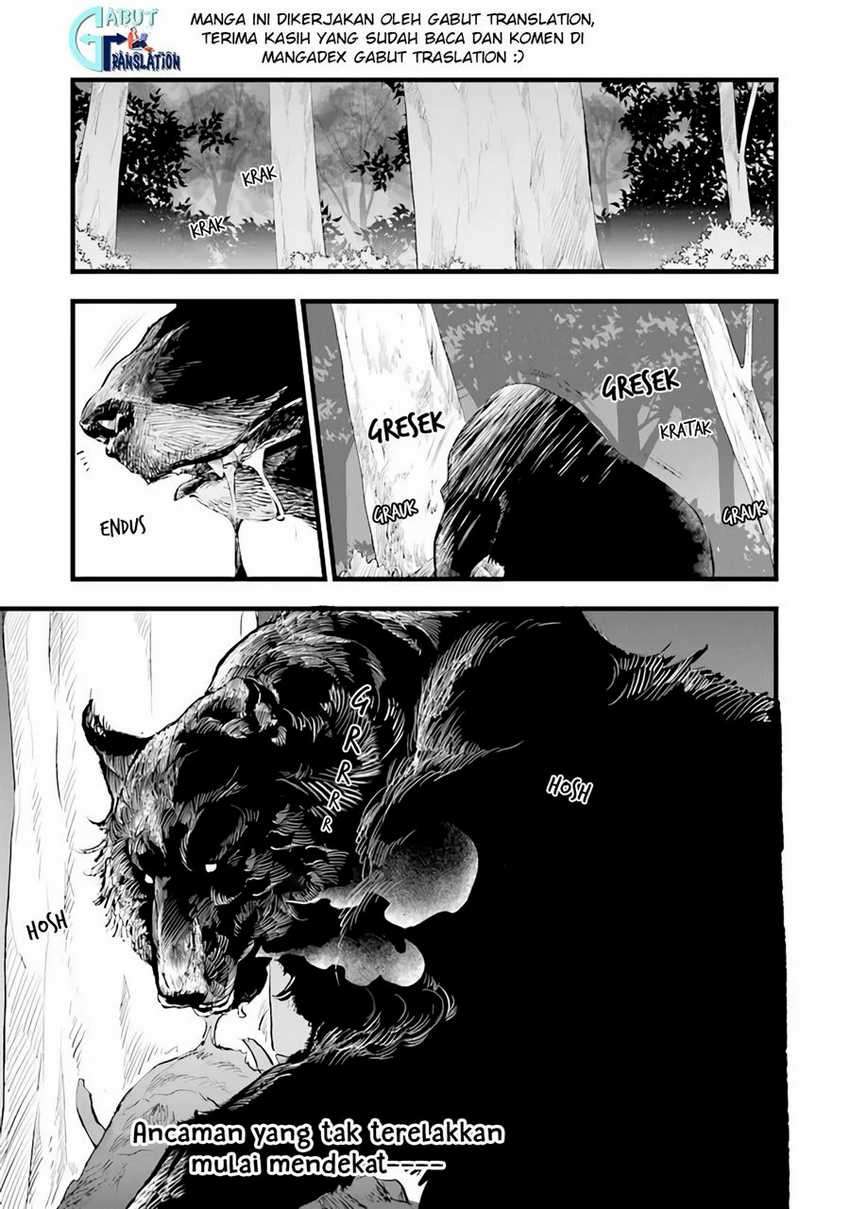 GABUT
TRANSLATION
MANGA INI DIKERJAKAN OLEH GABUT TRANSLATION,
TERIMA KASIH YANG SUDAH BACA DAN KOMEN DI
MANGADEX GABUT TRASLATION :)
KRAK
KRAK
ENDUS
GRESEK
GRESEK
KRATAK
GRAUK
GRAUK
GRRRRR
HOSH
HOSH
Ancaman yang tak terelakkan
mulai mendekat----